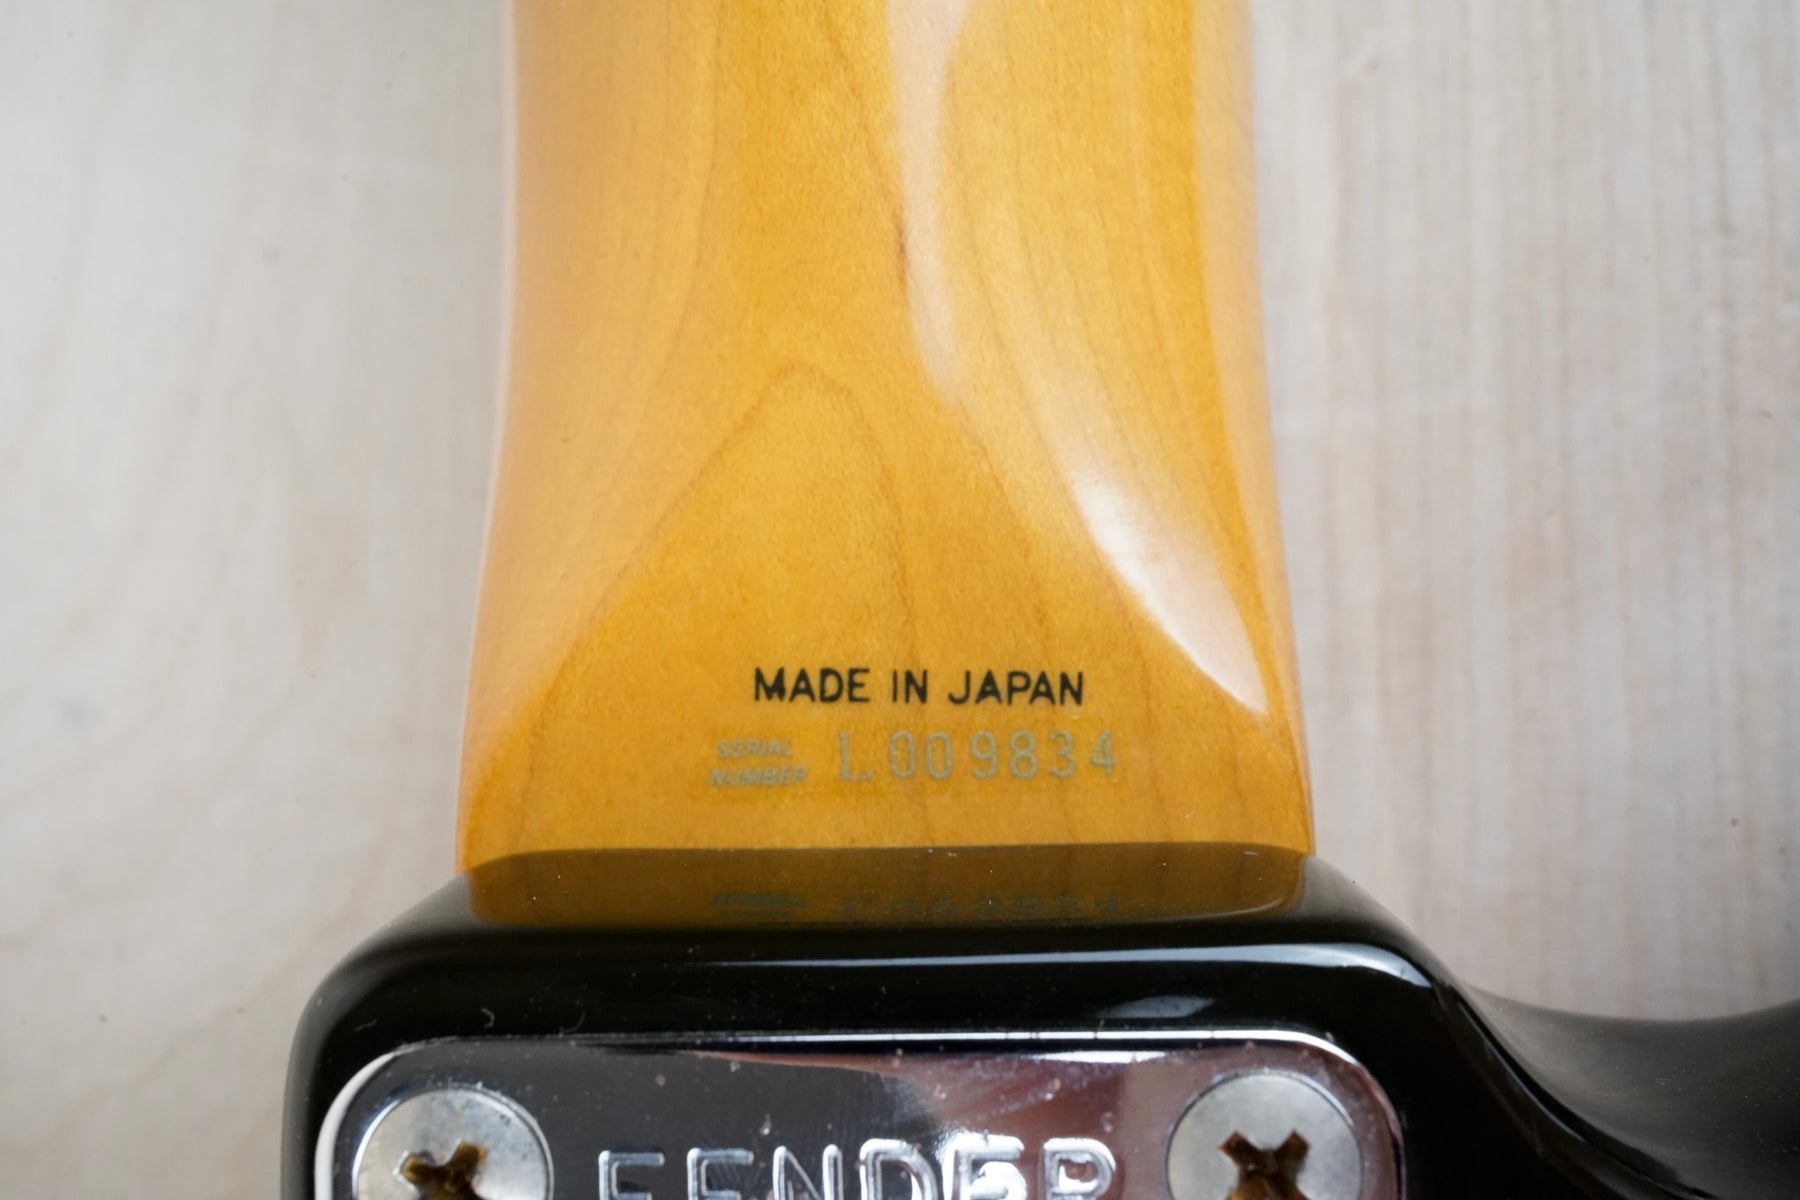 MADE IN JAPAN
SERIAL NUMBER L009834
FENDER